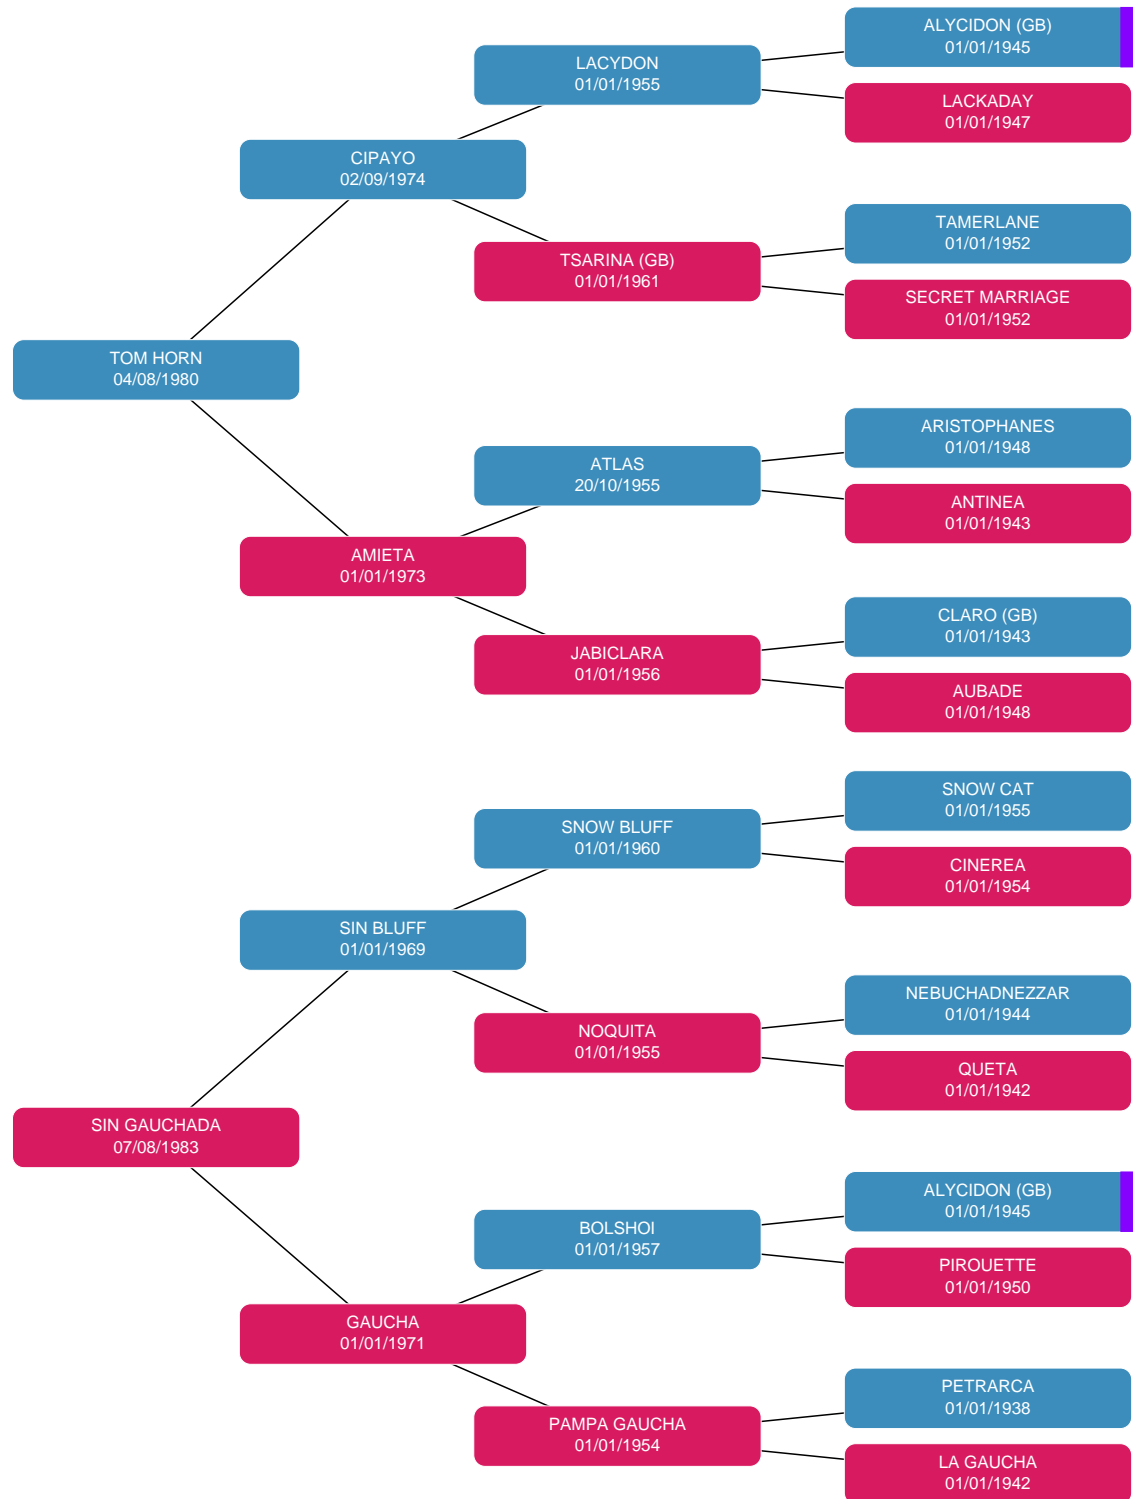 ALYCIDON (GB)
01/01/1945
LACYDON
01/01/1955
LACKADAY
01/01/1947
CIPAYO
02/09/1974
TAMERLANE
01/01/1952
TSARINA (GB)
01/01/1961
SECRET MARRIAGE
01/01/1952
TOM HORN
04/08/1980
ARISTOPHANES
01/01/1948
ATLAS
20/10/1955
ANTINEA
01/01/1943
AMIETA
01/01/1973
CLARO (GB)
01/01/1943
JABICLARA
01/01/1956
AUBADE
01/01/1948
SNOW CAT
01/01/1955
SNOW BLUFF
01/01/1960
CINEREA
01/01/1954
SIN BLUFF
01/01/1969
NEBUCHADNEZZAR
01/01/1944
NOQUITA
01/01/1955
QUETA
01/01/1942
SIN GAUCHADA
07/08/1983
ALYCIDON (GB)
01/01/1945
BOLSHOI
01/01/1957
PIROUETTE
01/01/1950
GAUCHA
01/01/1971
PETRARCA
01/01/1938
PAMPA GAUCHA
01/01/1954
LA GAUCHA
01/01/1942